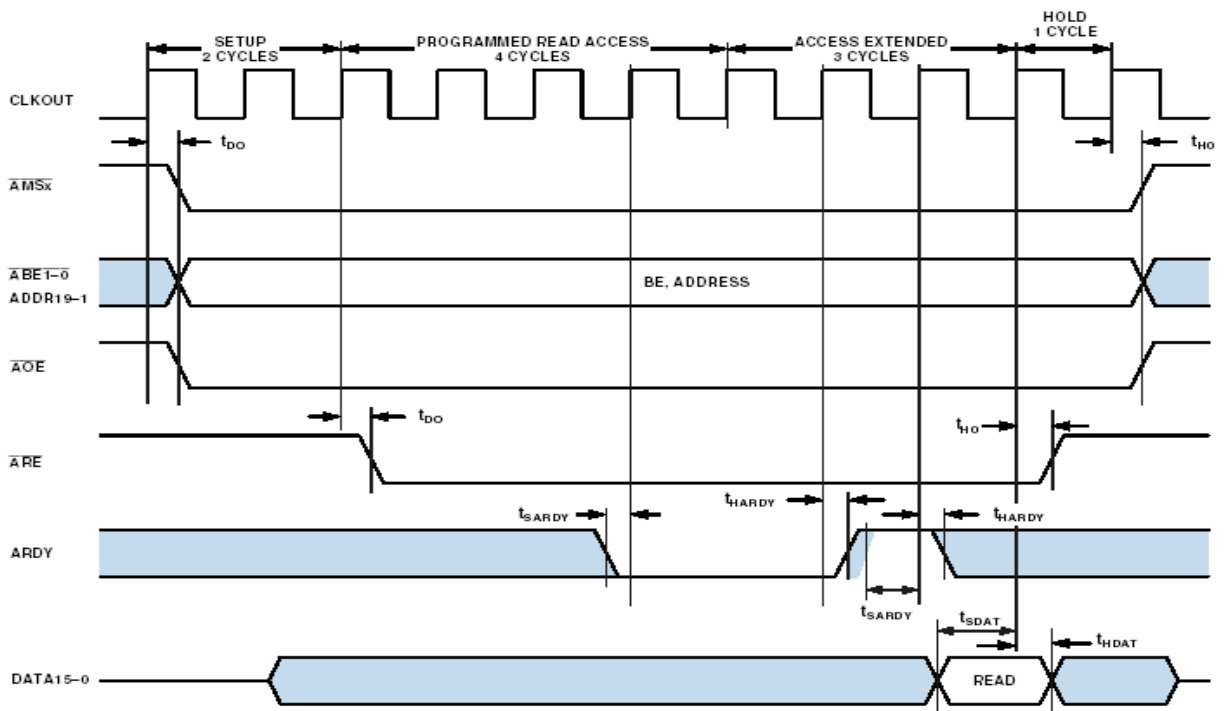 SETUP
2 CYCLES
PROGRAMMED READ ACCESS
4 CYCLES
ACCESS EXTENDED
3 CYCLES
HOLD
1 CYCLE
CLKOUT
tDO
tHO
AMSx
ABE1–0
ADDR19–1
BE, ADDRESS
AOE
tDO
tHO
ARE
tSARDY
tHARDY
tHARDY
ARDY
tSARDY
tSDAT
tHDAT
DATA15–0
READ